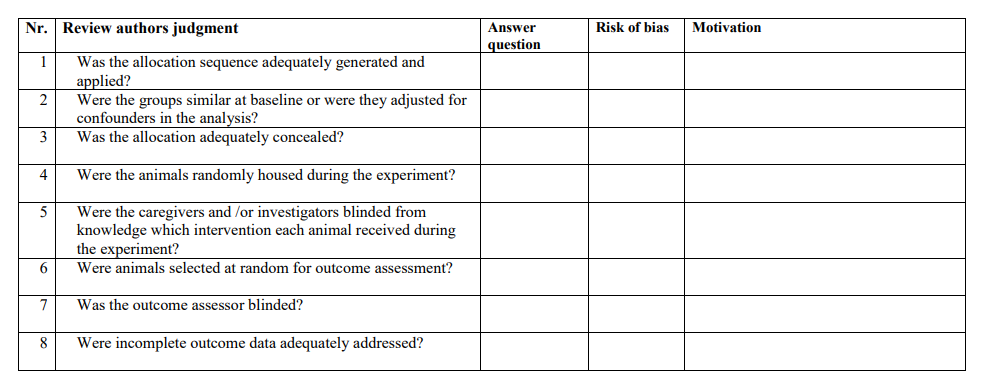 Nr. Review authors judgment Answer question Risk of bias Motivation
1 Was the allocation sequence adequately generated and
applied?
2 Were the groups similar at baseline or were they adjusted for
confounders in the analysis?
3 Was the allocation adequately concealed?
4 Were the animals randomly housed during the experiment?
5 Were the caregivers and /or investigators blinded from
knowledge which intervention each animal received during
the experiment?
6 Were animals selected at random for outcome assessment?
7 Was the outcome assessor blinded?
8 Were incomplete outcome data adequately addressed?